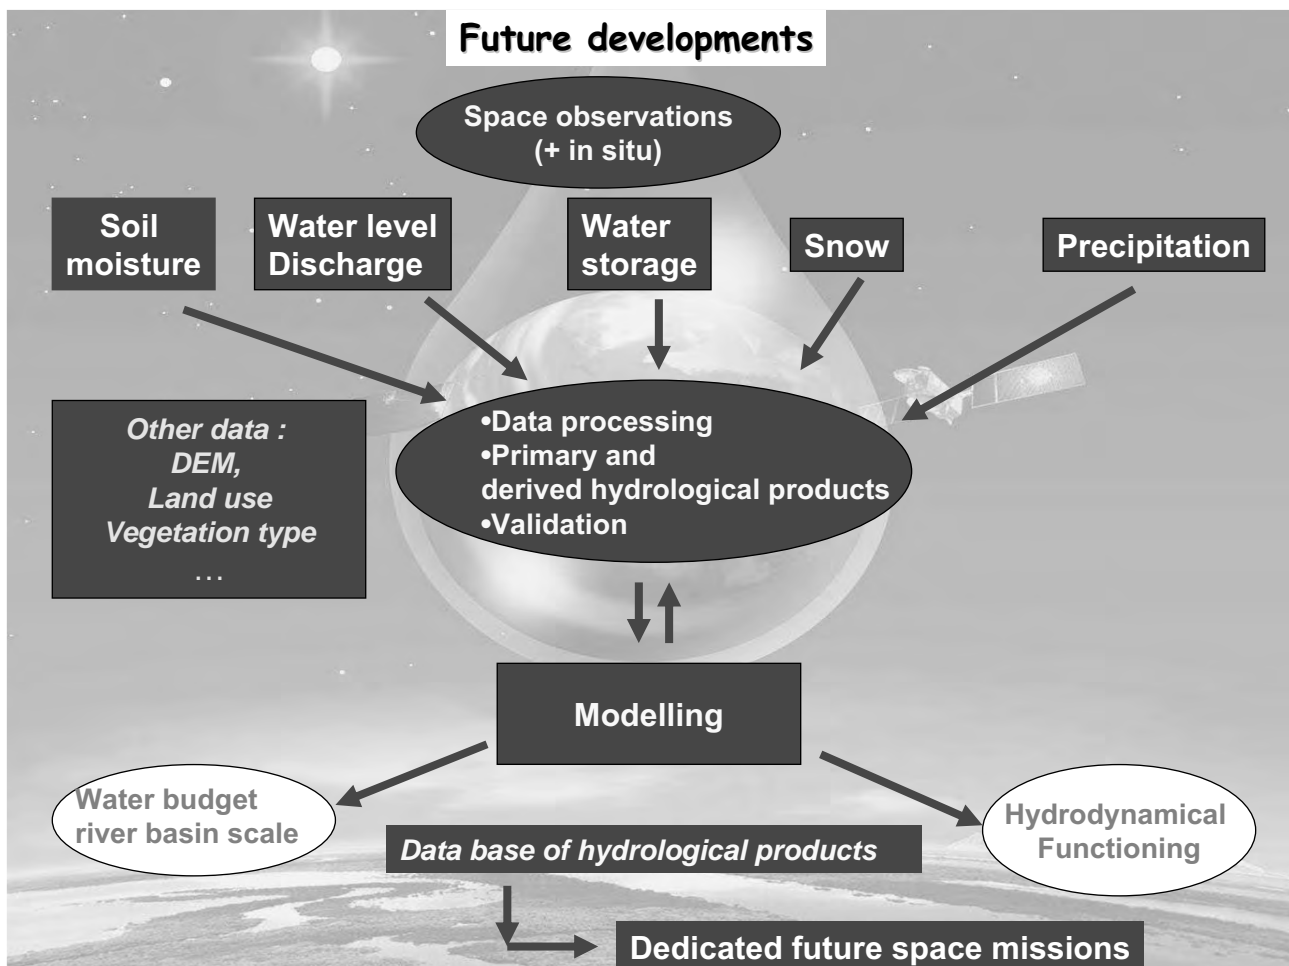 Future developments
Space observations
(+ in situ)
Soil
moisture
Water level
Discharge
Water
storage
Snow
Precipitation
Other data :
DEM,
Land use
Vegetation type
...
•Data processing
•Primary and
derived hydrological products
•Validation
Modelling
Water budget
river basin scale
Hydrodynamical
Functioning
Data base of hydrological products
Dedicated future space missions